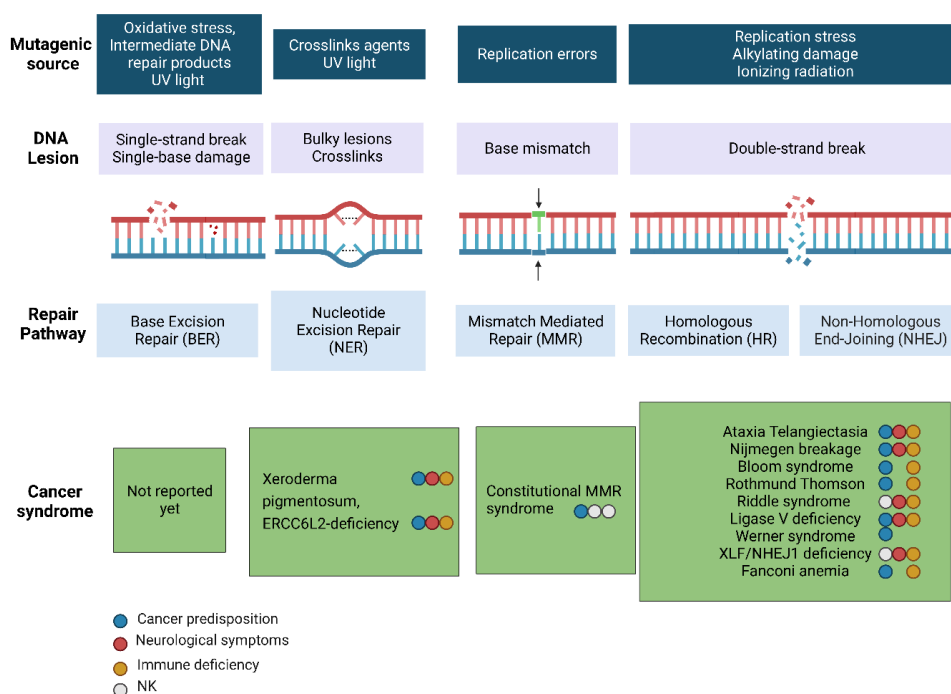 Mutagenic
source
Oxidative stress,
Intermediate DNA
repair products
UV light
Crosslinks agents
UV light
Replication errors
Replication stress
Alkylating damage
Ionizing radiation
DNA
Lesion
Single-strand break
Single-base damage
Bulky lesions
Crosslinks
Base mismatch
Double-strand break
Repair
Pathway
Base Excision
Repair (BER)
Nucleotide
Excision Repair
(NER)
Mismatch Mediated
Repair (MMR)
Homologous
Recombination (HR)
Non-Homologous
End-Joining (NHEJ)
Cancer
syndrome
Not reported
yet
Xeroderma
pigmentosum,
ERCC6L2-deficiency
Constitutional MMR
syndrome
Ataxia Telangiectasia
Nijmegen breakage
Bloom syndrome
Rothmund Thomson
Riddle syndrome
Ligase V deficiency
Werner syndrome
XLF/NHEJ1 deficiency
Fanconi anemia
Cancer predisposition
Neurological symptoms
Immune deficiency
NK